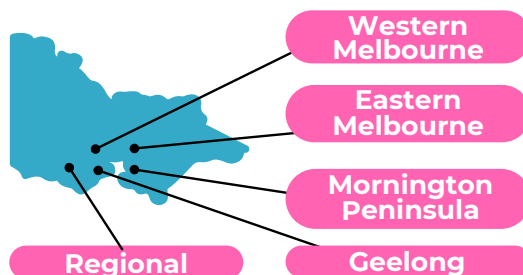 Western
Melbourne
Eastern
Melbourne
Mornington
Peninsula
Regional
Geelong